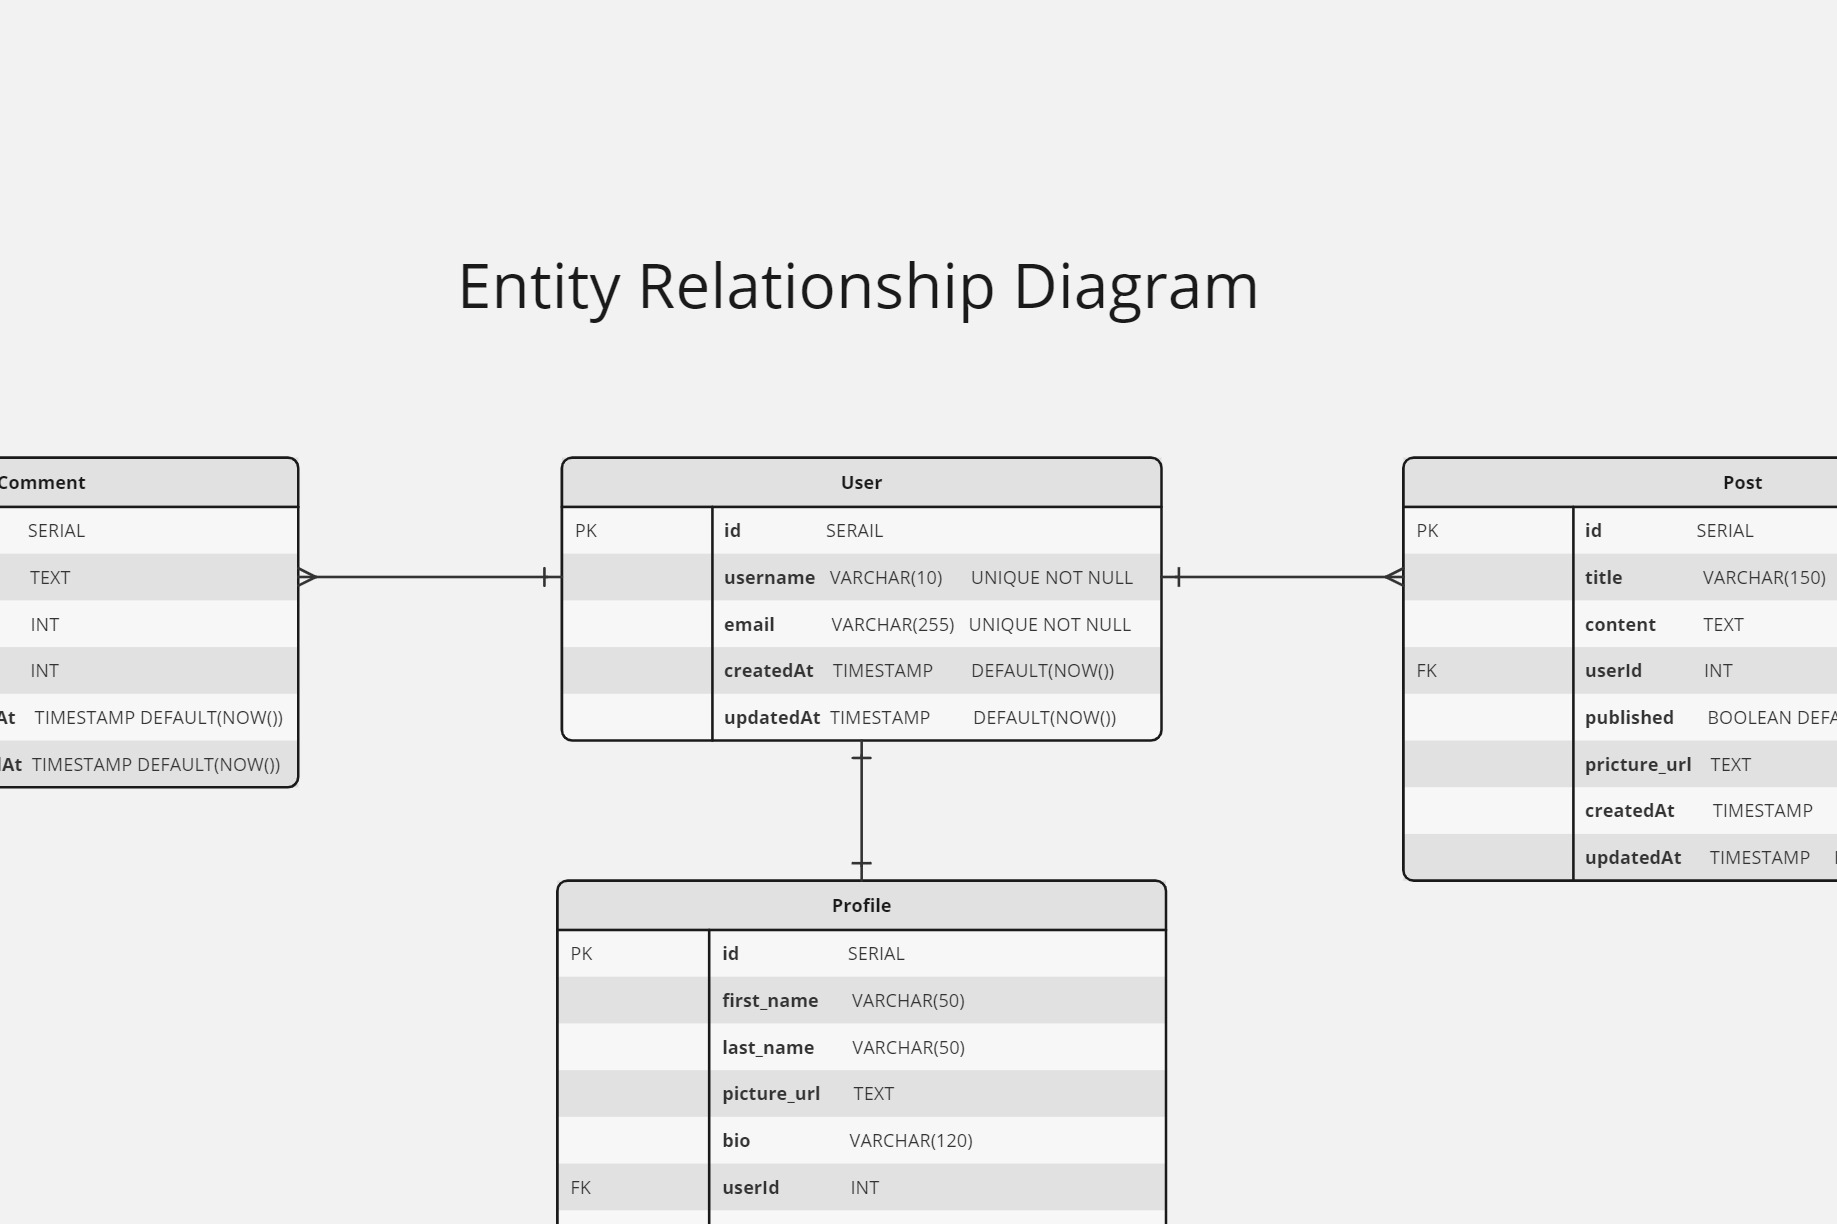 Entity Relationship Diagram
Comment
SERIAL
TEXT
INT
INT
At TIMESTAMP DEFAULT(NOW())
At TIMESTAMP DEFAULT(NOW())
User
PK id SERAIL
username VARCHAR(10) UNIQUE NOT NULL
email VARCHAR(255) UNIQUE NOT NULL
createdAt TIMESTAMP DEFAULT(NOW())
updatedAt TIMESTAMP DEFAULT(NOW())
Post
PK id SERIAL
title VARCHAR(150)
content TEXT
FK userId INT
published BOOLEAN DEFA
pricture_url TEXT
createdAt TIMESTAMP
updatedAt TIMESTAMP
Profile
PK id SERIAL
first_name VARCHAR(50)
last_name VARCHAR(50)
picture_url TEXT
bio VARCHAR(120)
FK userId INT